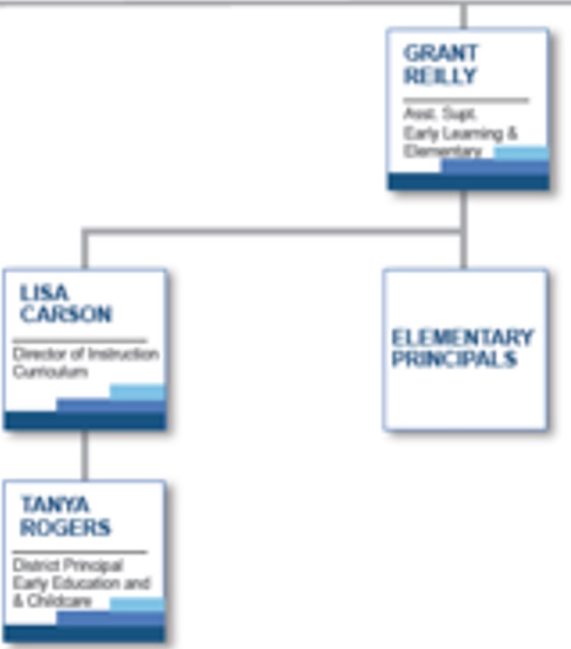 GRANT
REILLY
Asst. Supt.
Early Learning &
Elementary
LISA
CARSON
Director of Instruction
Curriculum
ELEMENTARY
PRINCIPALS
TANYA
ROGERS
District Principal
Early Education and
& Childcare